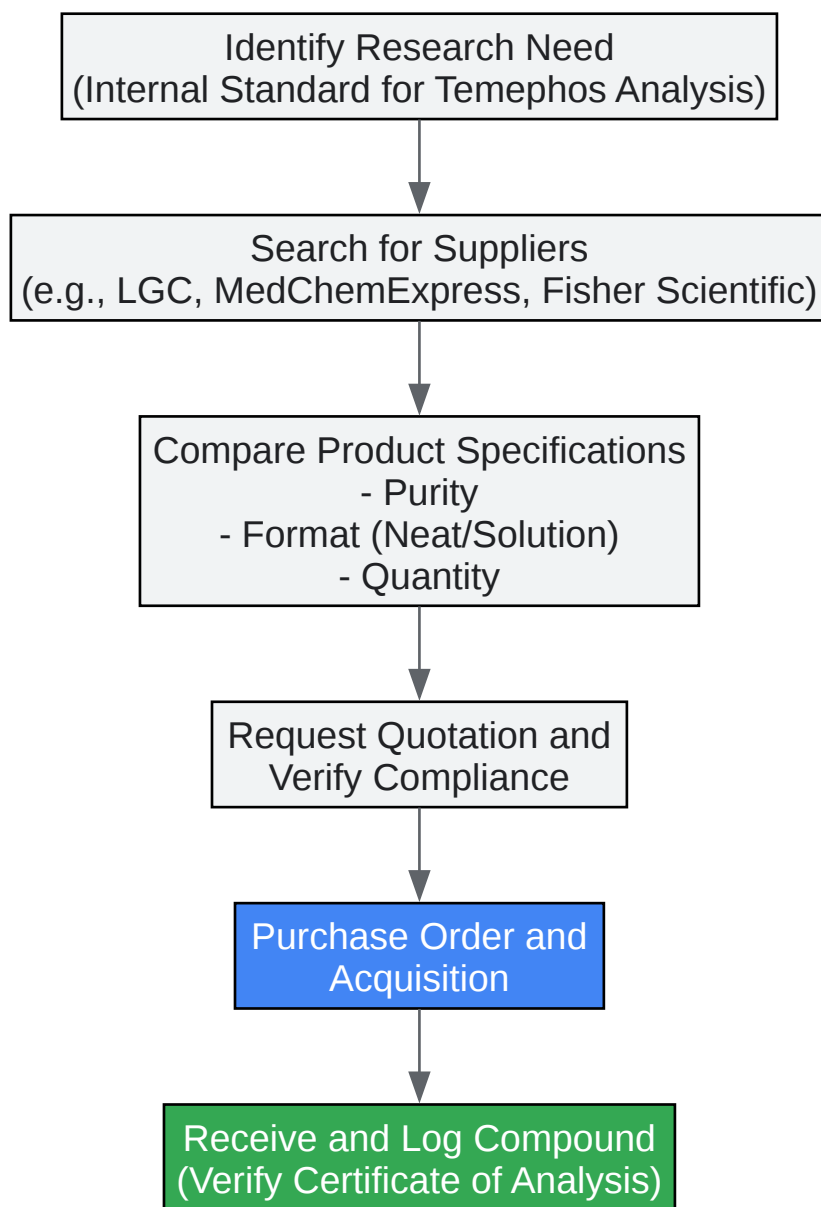 Identify Research Need
(Internal Standard for Temephos Analysis)
Search for Suppliers
(e.g., LGC, MedChemExpress, Fisher Scientific)
Compare Product Specifications
- Purity
- Format (Neat/Solution)
- Quantity
Request Quotation and
Verify Compliance
Purchase Order and
Acquisition
Receive and Log Compound
(Verify Certificate of Analysis)